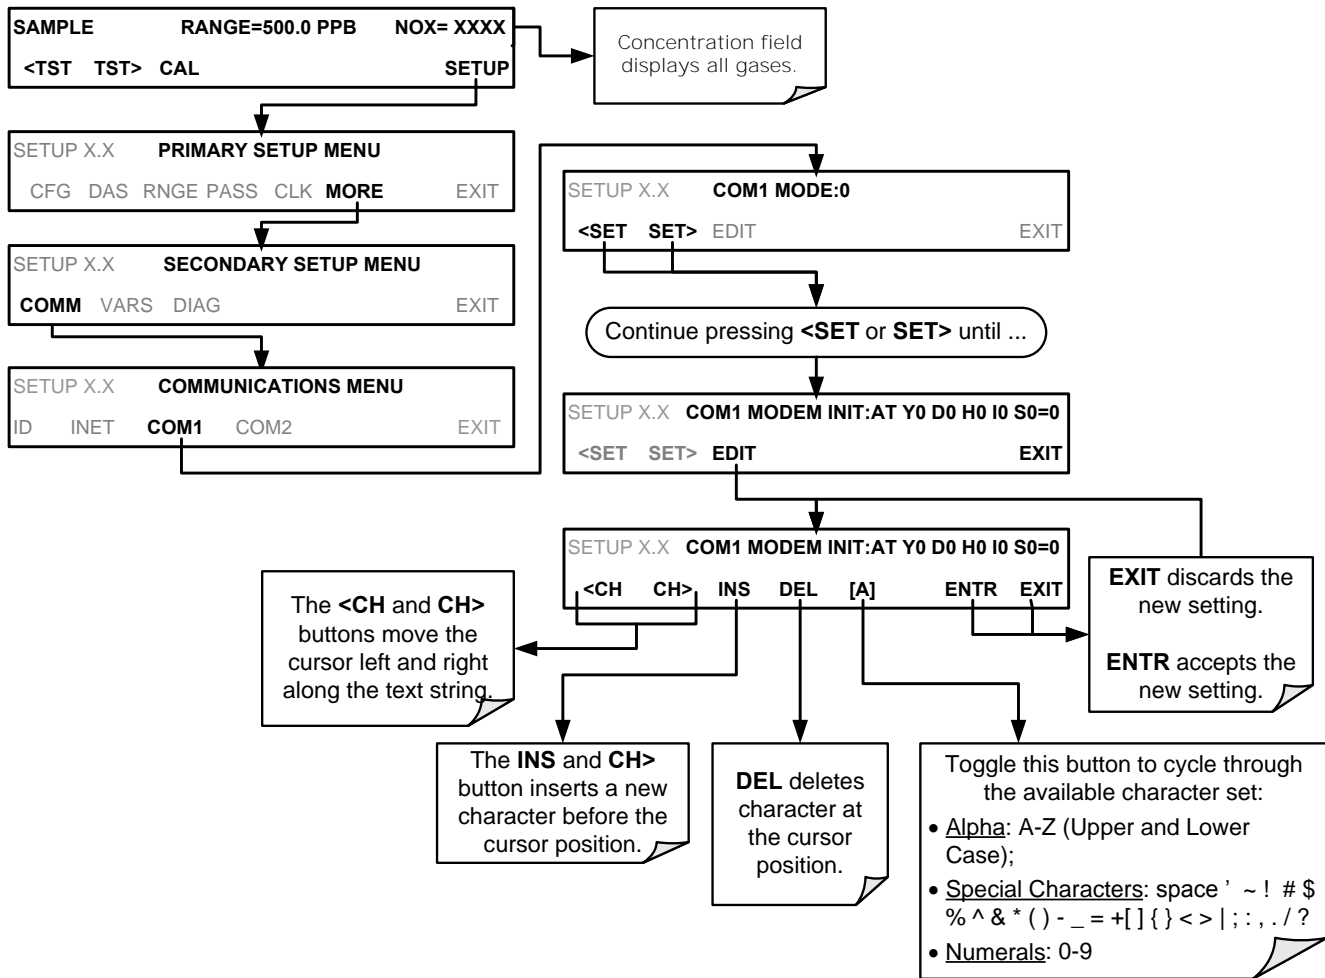 SAMPLE RANGE=500.0 PPB NOX= XXXX
<TST TST> CAL SETUP
Concentration field
displays all gases.
SETUP X.X PRIMARY SETUP MENU
CFG DAS RNGE PASS CLK MORE EXIT
SETUP X.X SECONDARY SETUP MENU
COMM VARS DIAG EXIT
SETUP X.X COMMUNICATIONS MENU
ID INET COM1 COM2 EXIT
SETUP X.X COM1 MODE:0
<SET SET> EDIT EXIT
Continue pressing <SET or SET> until ...
SETUP X.X COM1 MODEM INIT:AT Y0 D0 H0 I0 S0=0
<SET SET> EDIT EXIT
SETUP X.X COM1 MODEM INIT:AT Y0 D0 H0 I0 S0=0
<CH CH> INS DEL [A] ENTR EXIT
EXIT discards the
new setting.
ENTR accepts the
new setting.
The <CH and CH>
buttons move the
cursor left and right
along the text string.
The INS and CH>
button inserts a new
character before the
cursor position.
DEL deletes
character at
the cursor
position.
Toggle this button to cycle through
the available character set:
• Alpha: A-Z (Upper and Lower
Case);
• Special Characters: space ' ~ ! # $
% ^ & * ( ) - _ = +[ ] { } < > | ; : , . / ?
• Numerals: 0-9